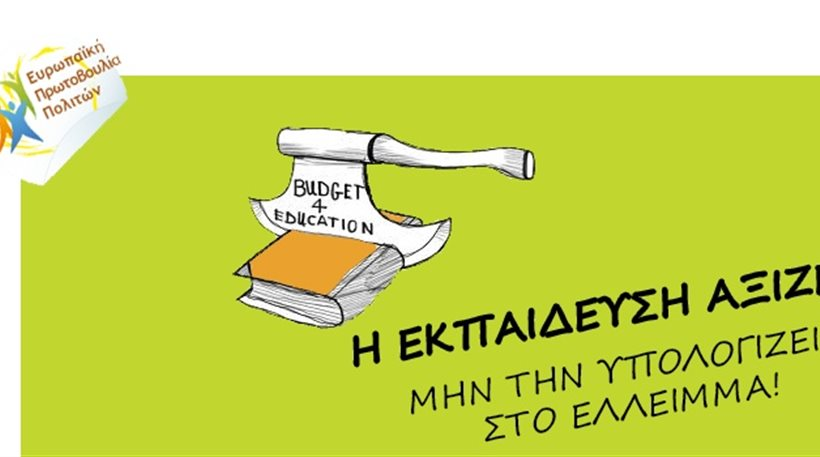 Ευρωπαϊκή
Πρωτοβουλία
Πολιτών
BUDGET
4
EDUCATION
Η ΕΚΠΑΙΔΕΥΣΗ ΑΞΙΖΕ
ΜΗΝ ΤΗΝ ΥΠΟΛΟΓΙΖΕΙ
ΣΤΟ ΕΛΛΕΙΜΜΑ!